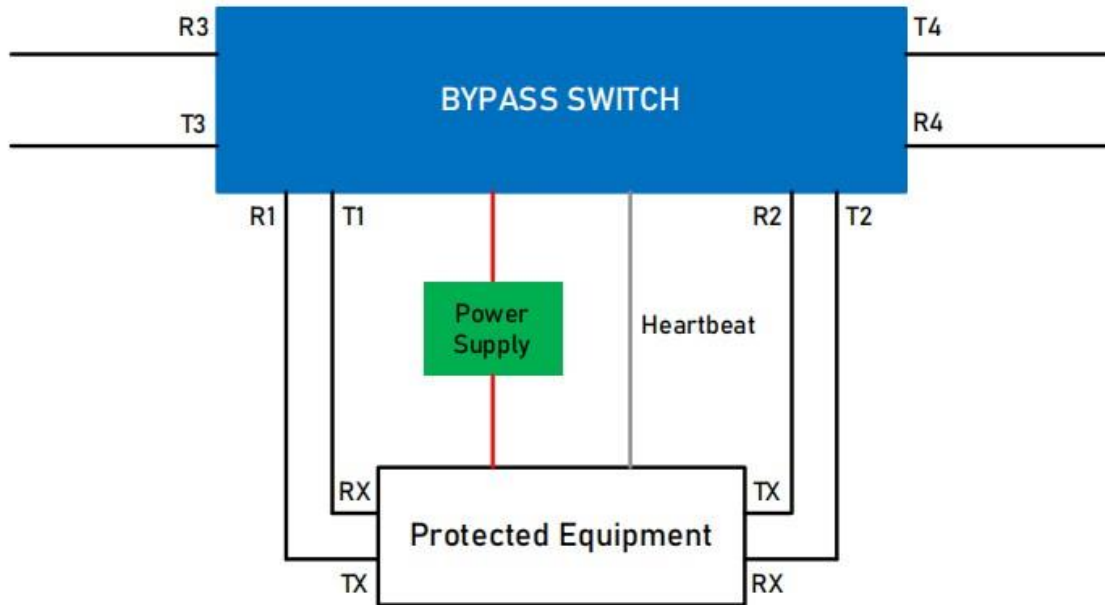 R3
T4
BYPASS SWITCH
T3
R4
R1
T1
R2
T2
Power
Supply
Heartbeat
RX
TX
Protected Equipment
TX
RX